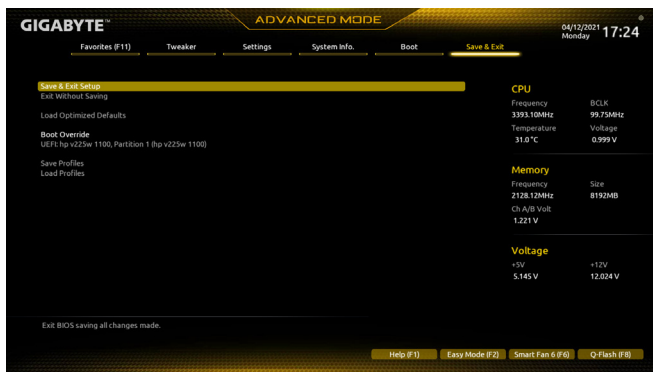 GIGABYTE™
ADVANCED MODE
04/12/2021
Monday
17:24
Favorites (F11) Tweaker Settings System Info. Boot Save & Exit
Save & Exit Setup
Exit Without Saving
Load Optimized Defaults
Boot Override
UEFI: hp v225w 1100, Partition 1 (hp v225w 1100)
Save Profiles
Load Profiles
CPU
Frequency BCLK
3393.10MHz 99.75MHz
Temperature Voltage
31.0 °C 0.999 V
Memory
Frequency Size
2128.12MHz 8192MB
Ch A/B Volt
1.221 V
Voltage
+5V +12V
5.145 V 12.024 V
Exit BIOS saving all changes made.
Help (F1) Easy Mode (F2) Smart Fan 6 (F6) Q-Flash (F8)